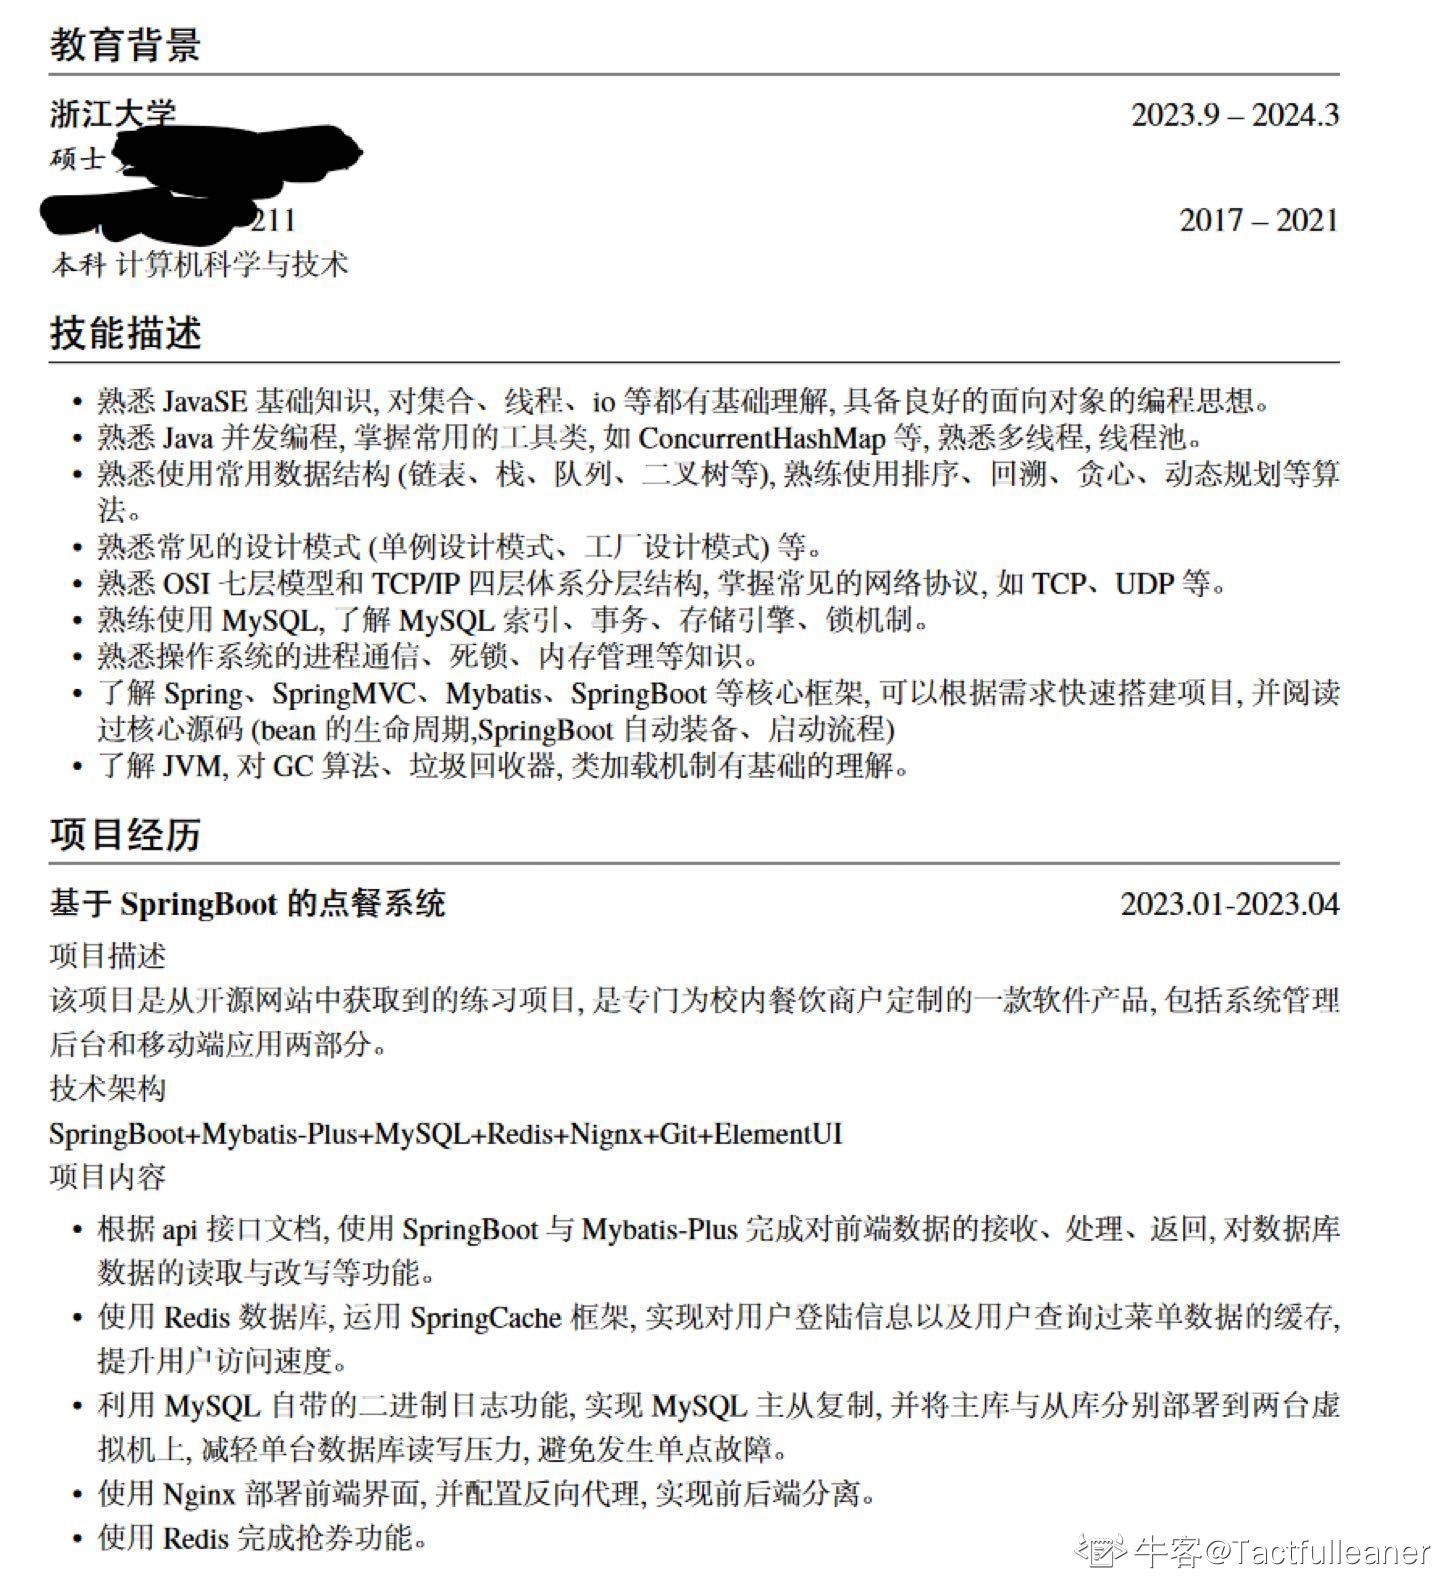 教育背景
浙江大学 2023.9 – 2024.3
硕士
211 2017 – 2021
本科 计算机科学与技术
技能描述
• 熟悉 JavaSE 基础知识, 对集合、线程、io 等都有基础理解, 具备良好的面向对象的编程思想。
• 熟悉 Java 并发编程, 掌握常用的工具类, 如 ConcurrentHashMap 等, 熟悉多线程, 线程池。
• 熟悉使用常用数据结构 (链表、栈、队列、二叉树等), 熟练使用排序、回溯、贪心、动态规划等算
法。
• 熟悉常见的设计模式 (单例设计模式、工厂设计模式) 等。
• 熟悉 OSI 七层模型和 TCP/IP 四层体系分层结构, 掌握常见的网络协议, 如 TCP、UDP 等。
• 熟练使用 MySQL, 了解 MySQL 索引、事务、存储引擎、锁机制。
• 熟悉操作系统的进程通信、死锁、内存管理等知识。
• 了解 Spring、SpringMVC、Mybatis、SpringBoot 等核心框架, 可以根据需求快速搭建项目, 并阅读
过核心源码 (bean 的生命周期,SpringBoot 自动装备、启动流程)
• 了解 JVM, 对 GC 算法、垃圾回收器, 类加载机制有基础的理解。
项目经历
基于 SpringBoot 的点餐系统 2023.01-2023.04
项目描述
该项目是从开源网站中获取到的练习项目, 是专门为校内餐饮商户定制的一款软件产品, 包括系统管理
后台和移动端应用两部分。
技术架构
SpringBoot+Mybatis-Plus+MySQL+Redis+Nignx+Git+ElementUI
项目内容
• 根据 api 接口文档, 使用 SpringBoot 与 Mybatis-Plus 完成对前端数据的接收、处理、返回, 对数据库
数据的读取与改写等功能。
• 使用 Redis 数据库, 运用 SpringCache 框架, 实现对用户登陆信息以及用户查询过菜单数据的缓存,
提升用户访问速度。
• 利用 MySQL 自带的二进制日志功能, 实现 MySQL 主从复制, 并将主库与从库分别部署到两台虚
拟机上, 减轻单台数据库读写压力, 避免发生单点故障。
• 使用 Nginx 部署前端界面, 并配置反向代理, 实现前后端分离。
• 使用 Redis 完成抢券功能。
牛客@Tactfulleaner